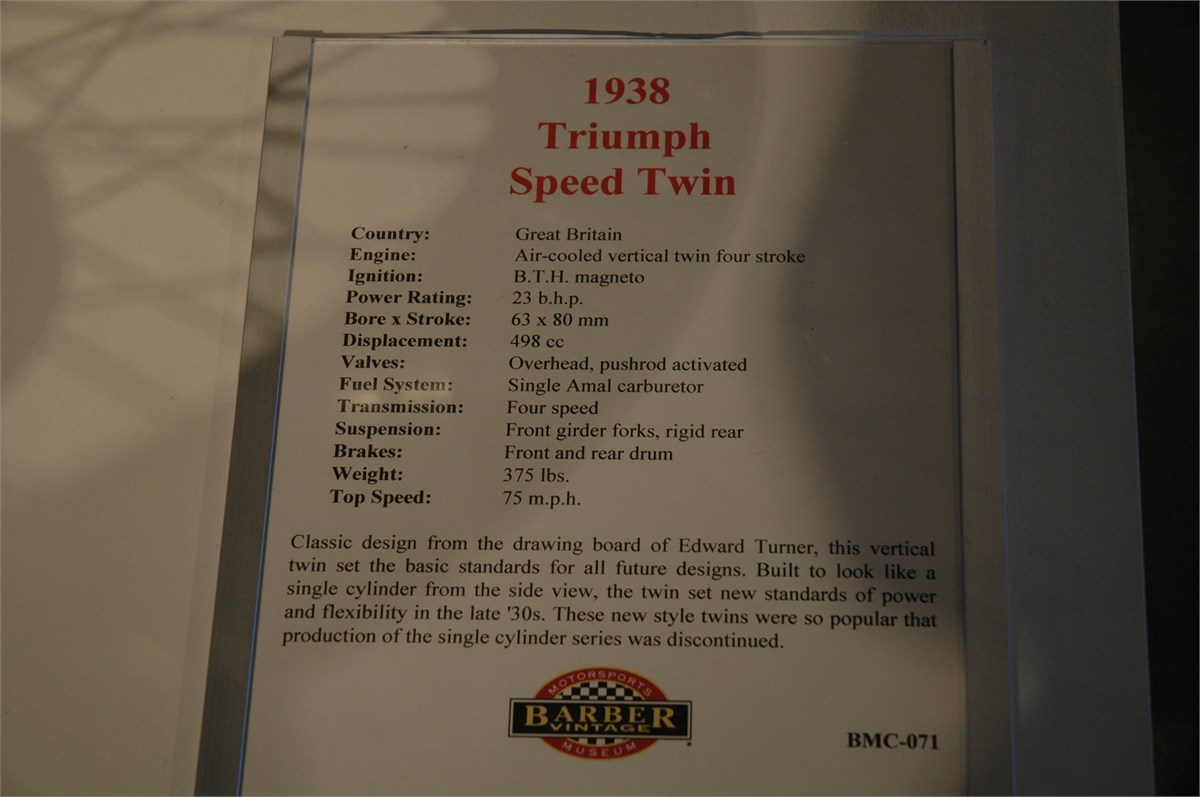 1938
Triumph
Speed Twin
Country: Great Britain
Engine: Air-cooled vertical twin four stroke
Ignition: B.T.H. magneto
Power Rating: 23 b.h.p.
Bore x Stroke: 63 x 80 mm
Displacement: 498 cc
Valves: Overhead, pushrod activated
Fuel System: Single Amal carburetor
Transmission: Four speed
Suspension: Front girder forks, rigid rear
Brakes: Front and rear drum
Weight: 375 lbs.
Top Speed: 75 m.p.h.
Classic design from the drawing board of Edward Turner, this vertical
twin set the basic standards for all future designs. Built to look like a
single cylinder from the side view, the twin set new standards of power
and flexibility in the late '30s. These new style twins were so popular that
production of the single cylinder series was discontinued.
MOTORSPORTS
BARBER
VINTAGE
MUSEUM
BMC-071